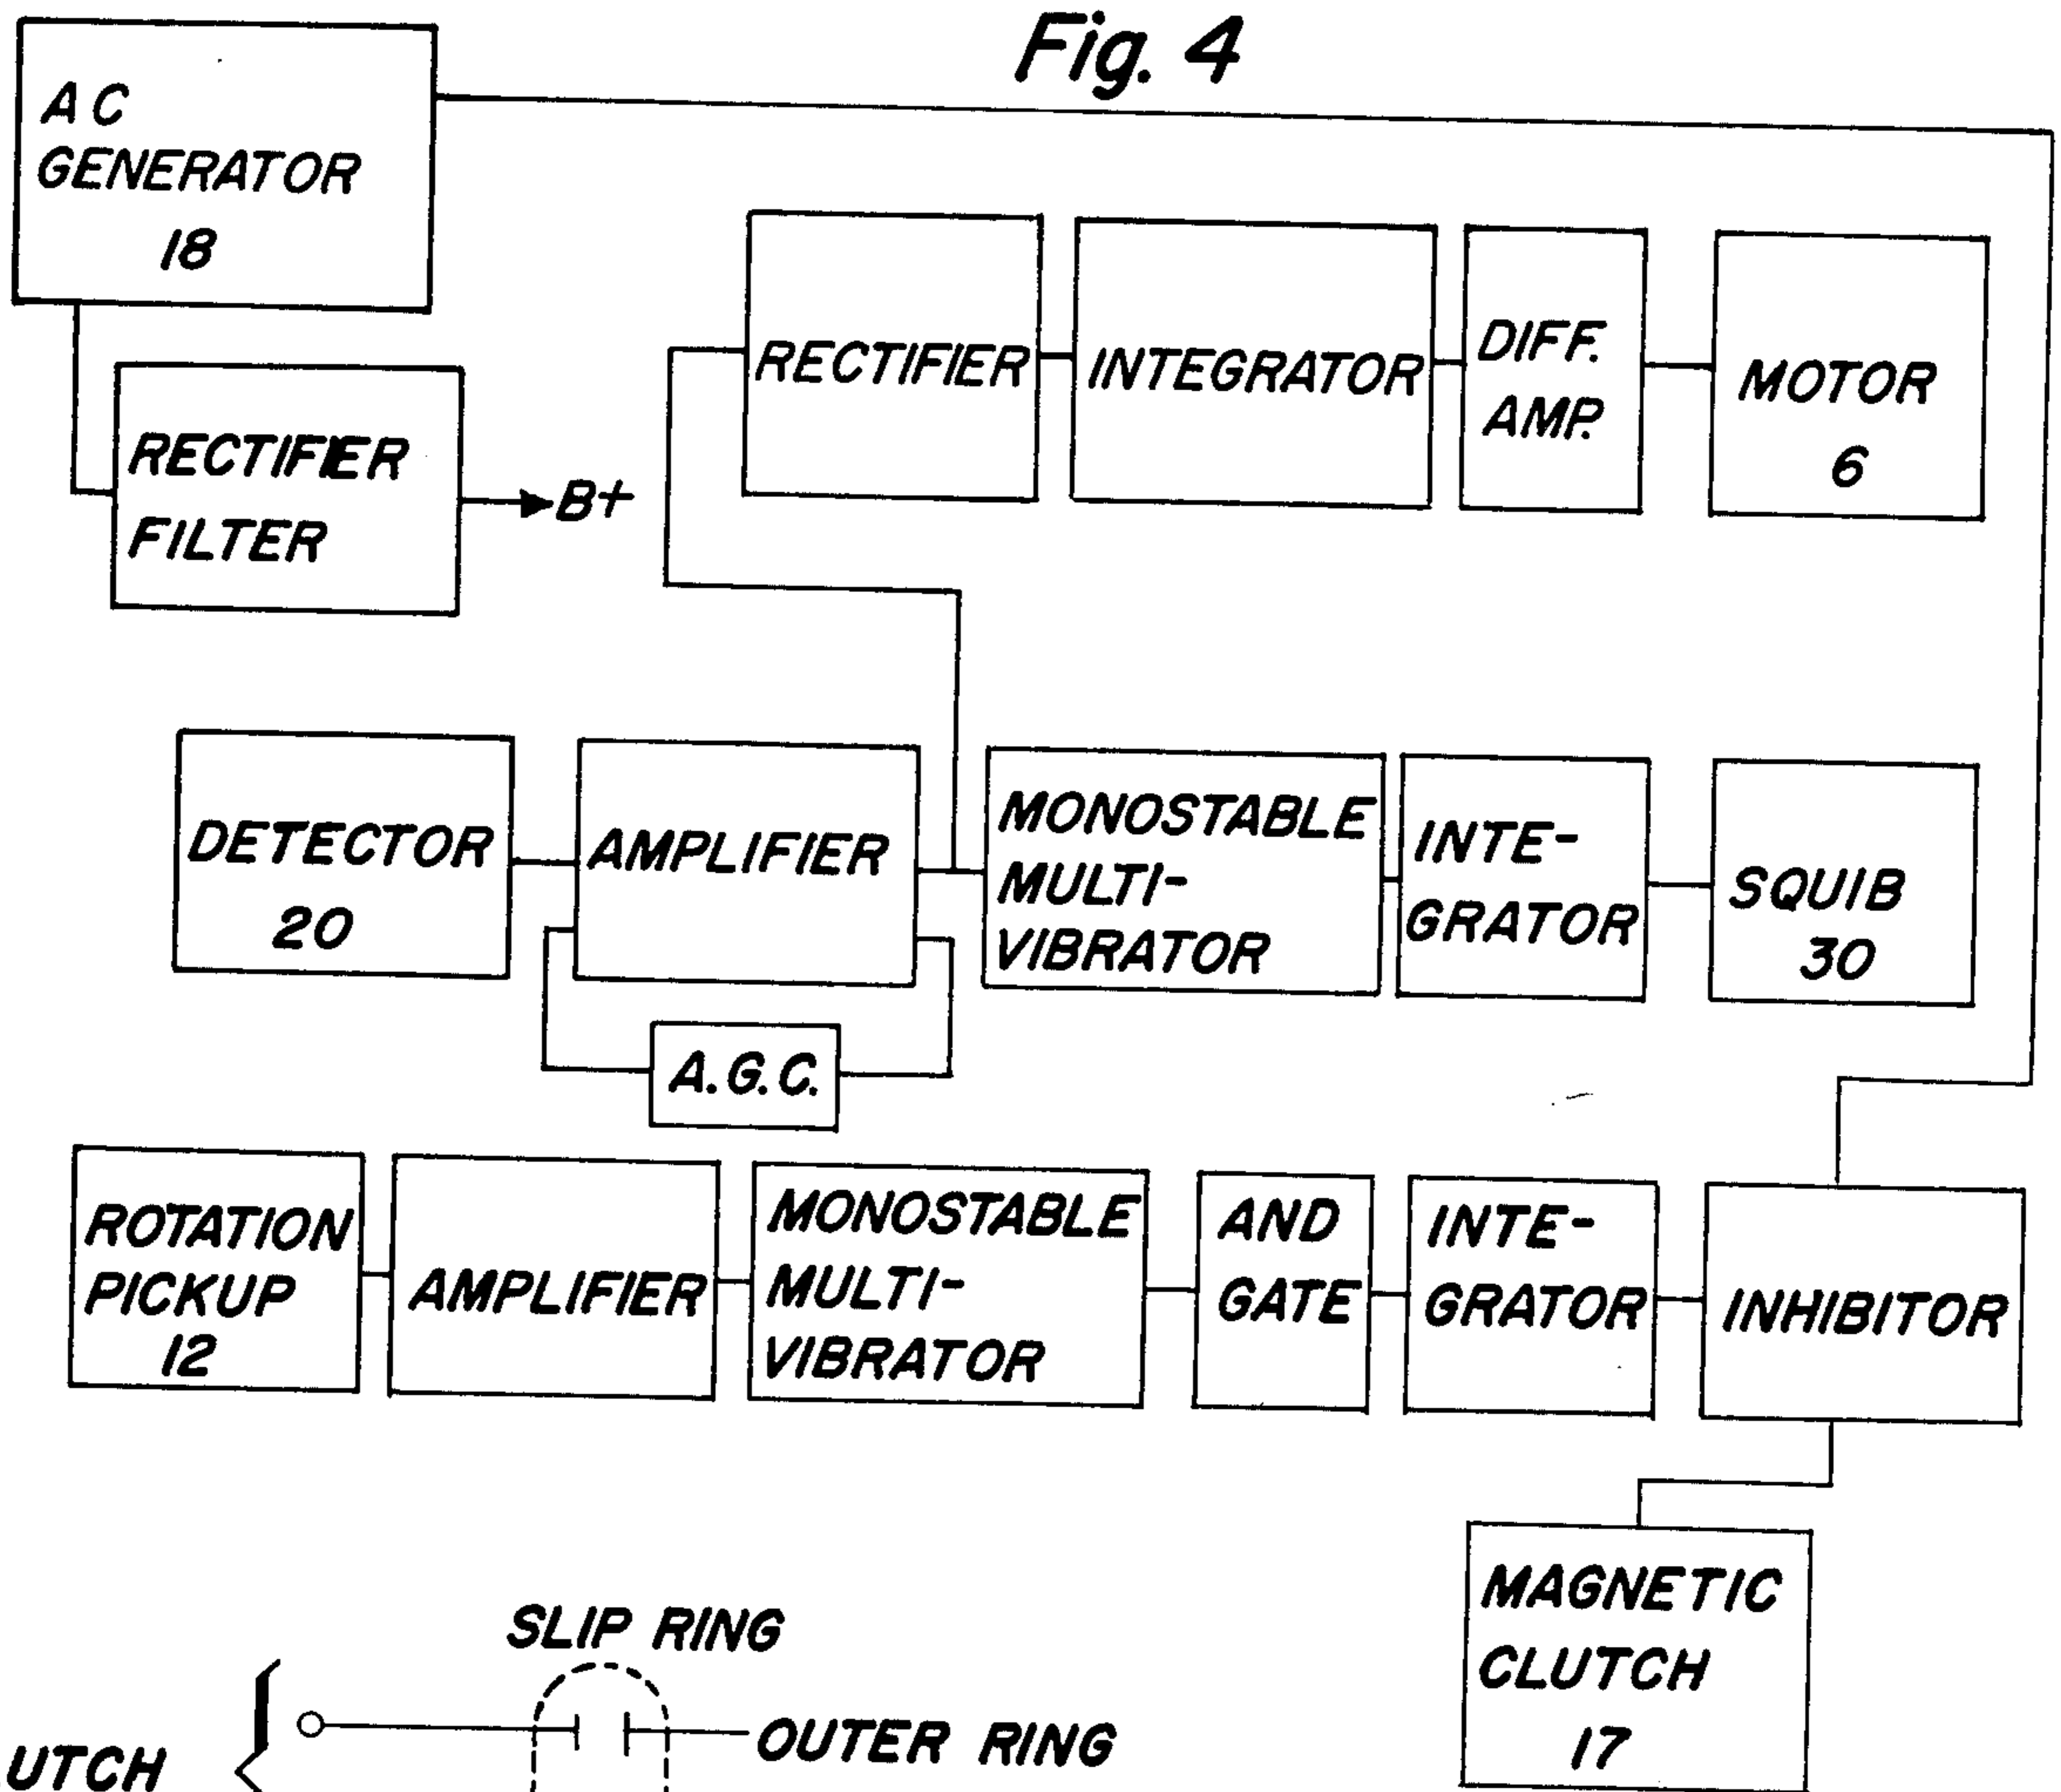 Fig. 4
AC
GENERATOR
18
RECTIFIER
FILTER
B+
RECTIFIER
INTEGRATOR
DIFF.
AMP.
MOTOR
6
DETECTOR
20
AMPLIFIER
A.G.C.
MONOSTABLE
MULTI-
VIBRATOR
INTE-
GRATOR
SQUIB
30
ROTATION
PICKUP
12
AMPLIFIER
MONOSTABLE
MULTI-
VIBRATOR
AND
GATE
INTE-
GRATOR
INHIBITOR
MAGNETIC
CLUTCH
17
SLIP RING
OUTER RING
UTCH